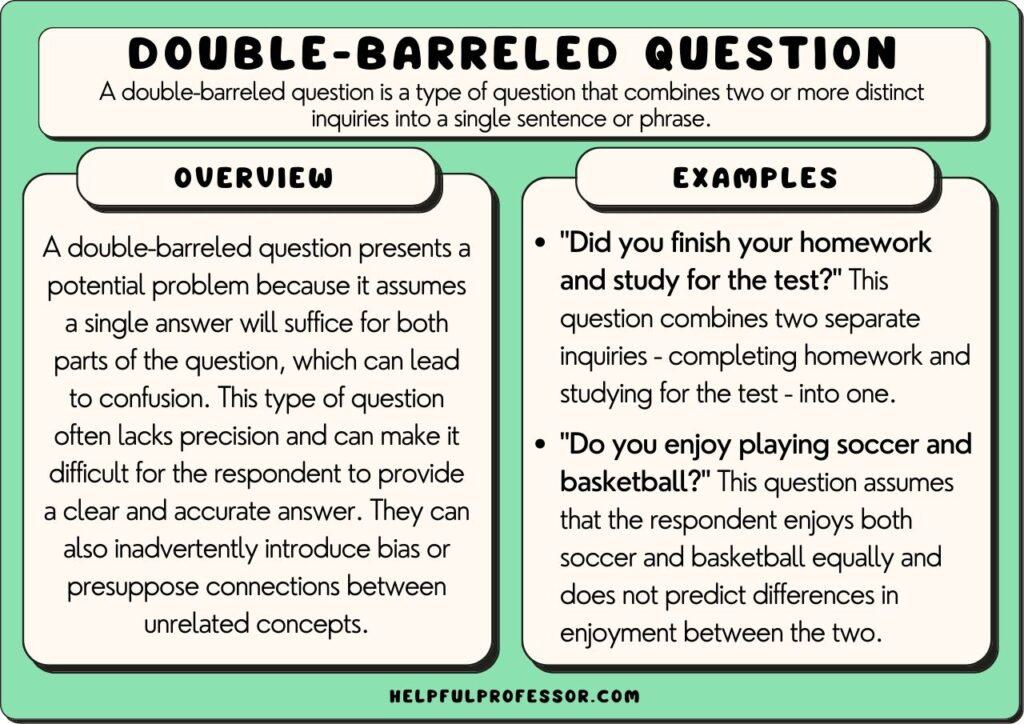 DOUBLE-BARRELED QUESTION
A double-barreled question is a type of question that combines two or more distinct
inquiries into a single sentence or phrase.
OVERVIEW
A double-barreled question presents a
potential problem because it assumes
a single answer will suffice for both
parts of the question, which can lead
to confusion. This type of question
often lacks precision and can make it
difficult for the respondent to provide
a clear and accurate answer. They can
also inadvertently introduce bias or
presuppose connections between
unrelated concepts.
EXAMPLES
• "Did you finish your homework
and study for the test?" This
question combines two separate
inquiries - completing homework and
studying for the test - into one.
• "Do you enjoy playing soccer and
basketball?" This question assumes
that the respondent enjoys both
soccer and basketball equally and
does not predict differences in
enjoyment between the two.
HELPFULPROFESSOR.COM